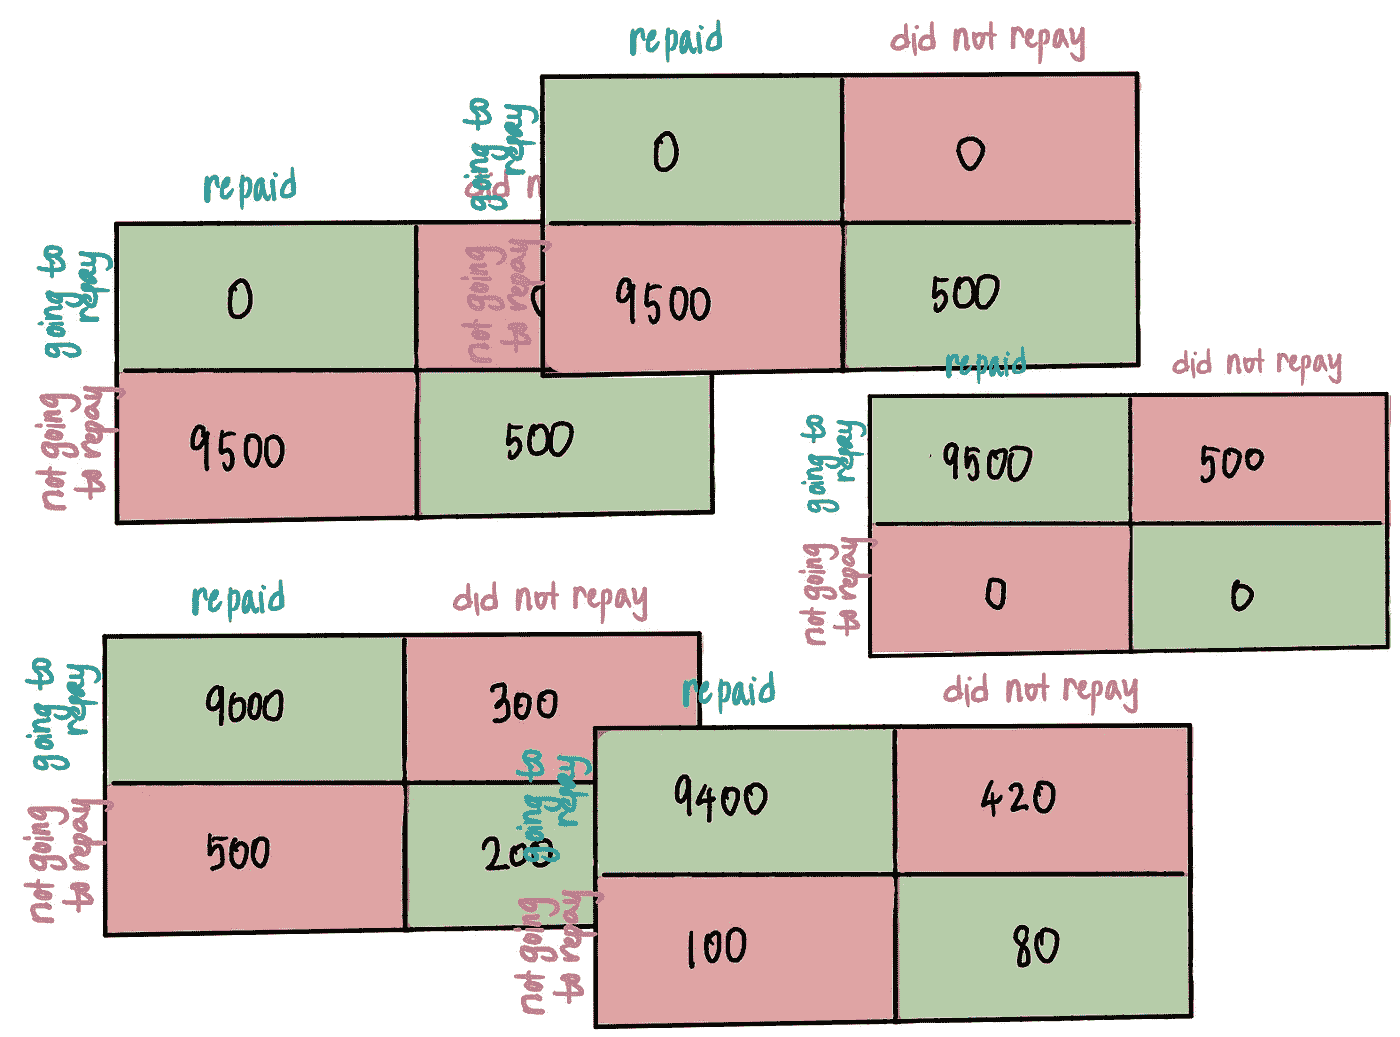 repaid did not repay
going to
repay
0 0
not going
to repay
9500 500
repaid did
going to
repay
0
not going
to repay
9500 500
repaid did not repay
going to
repay
9500 500
not going
to repay
0 0
repaid did not repay
going to
repay
9000 300
not going
to repay
500 200
repaid did not repay
going to
repay
9400 420
not going
to repay
100 80